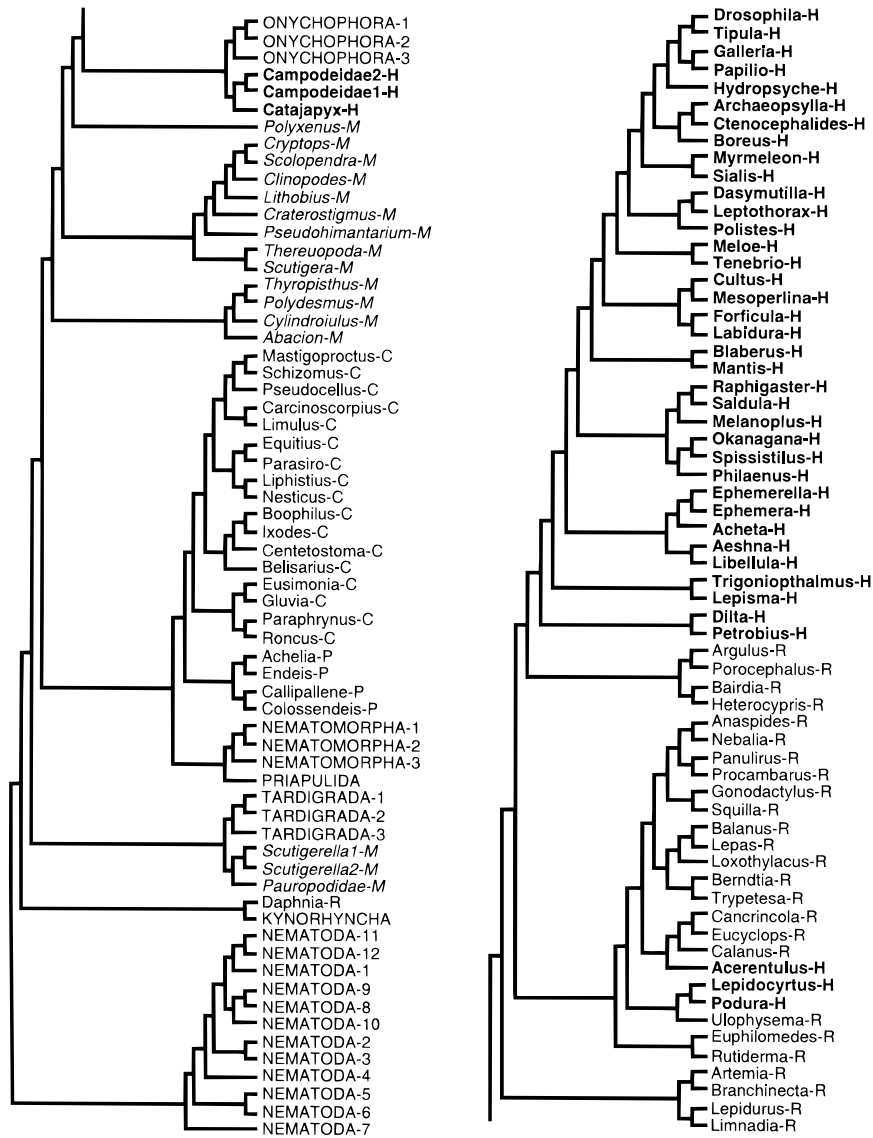 ONYCHOPHORA-1
ONYCHOPHORA-2
ONYCHOPHORA-3
Campodeidae2-H
Campodeidae1-H
Catajapyx-H
Polyxenus-M
Cryptops-M
Scolopendra-M
Clinopodes-M
Lithobius-M
Craterostigmus-M
Pseudohimantarium-M
Thereuopoda-M
Scutigera-M
Thyropisthus-M
Polydesmus-M
Cylindroiulus-M
Abacion-M
Mastigoproctus-C
Schizomus-C
Pseudocellus-C
Carcinoscorpius-C
Limulus-C
Equitius-C
Parasiro-C
Liphistius-C
Nesticus-C
Boophilus-C
Ixodes-C
Centetostoma-C
Belisarius-C
Eusimonia-C
Gluvia-C
Paraphrynus-C
Roncus-C
Achelia-P
Endeis-P
Callipallene-P
Colossendeis-P
NEMATOMORPHA-1
NEMATOMORPHA-2
NEMATOMORPHA-3
PRIAPULIDA
TARDIGRADA-1
TARDIGRADA-2
TARDIGRADA-3
Scutigerella1-M
Scutigerella2-M
Pauropodidae-M
Daphnia-R
KYNORHYNCHA
NEMATODA-11
NEMATODA-12
NEMATODA-1
NEMATODA-9
NEMATODA-8
NEMATODA-10
NEMATODA-2
NEMATODA-3
NEMATODA-4
NEMATODA-5
NEMATODA-6
NEMATODA-7
Drosophila-H
Tipula-H
Galleria-H
Papilio-H
Hydropsyche-H
Archaeopsylla-H
Ctenocephalides-H
Boreus-H
Myrmeleon-H
Sialis-H
Dasymutilla-H
Leptothorax-H
Polistes-H
Meloe-H
Tenebrio-H
Cultus-H
Mesoperlina-H
Forficula-H
Labidura-H
Blaberus-H
Mantis-H
Raphigaster-H
Saldula-H
Melanoplus-H
Okanagana-H
Spissistilus-H
Philaenus-H
Ephemerella-H
Ephemera-H
Acheta-H
Aeshna-H
Libellula-H
Trigoniopthalmus-H
Lepisma-H
Dilta-H
Petrobius-H
Argulus-R
Porocephalus-R
Bairdia-R
Heterocypris-R
Anaspides-R
Nebalia-R
Panulirus-R
Procambarus-R
Gonodactylus-R
Squilla-R
Balanus-R
Lepas-R
Loxothylacus-R
Berndtia-R
Trypetesa-R
Cancrincola-R
Eucyclops-R
Calanus-R
Acerentulus-H
Lepidocyrtus-H
Podura-H
Ulophysema-R
Euphilomedes-R
Rutiderma-R
Artemia-R
Branchinecta-R
Lepidurus-R
Limnadia-R